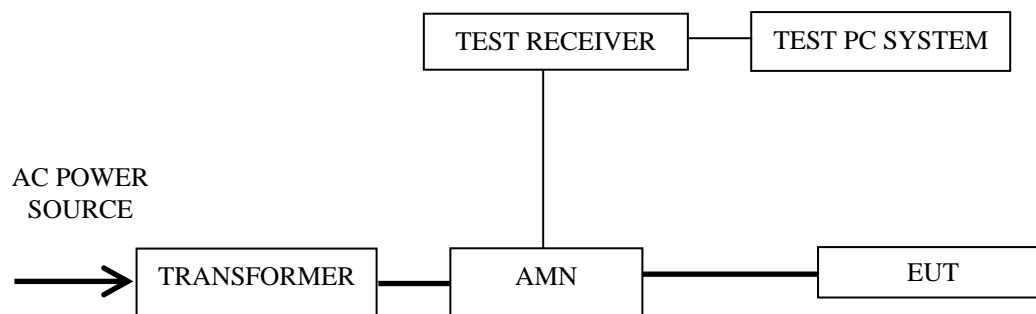 TEST RECEIVER
TEST PC SYSTEM
AC POWER
SOURCE
TRANSFORMER
AMN
EUT